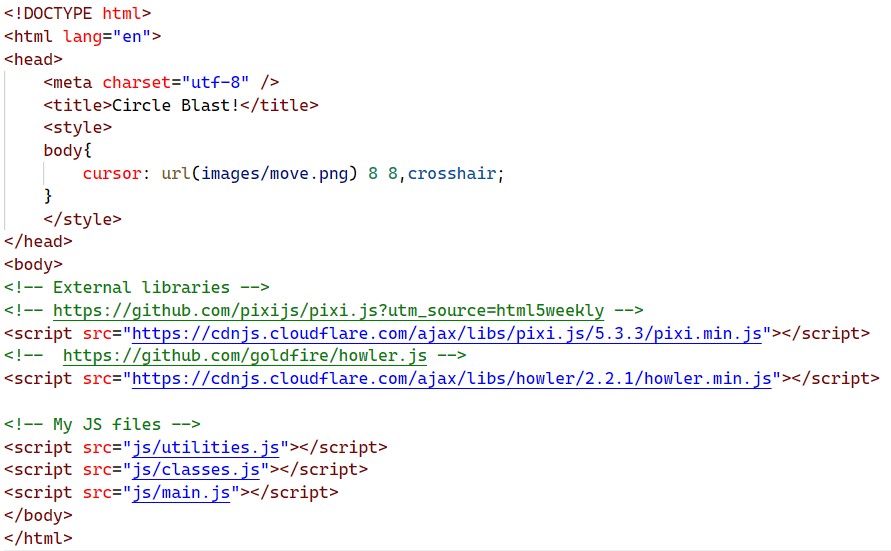 <!DOCTYPE html>
<html lang="en">
<head>
    <meta charset="utf-8" />
    <title>Circle Blast!</title>
    <style>
    body{
        cursor: url(images/move.png) 8 8,crosshair;
    }
    </style>
</head>
<body>
<!-- External libraries -->
<!-- https://github.com/pixijs/pixi.js?utm_source=html5weekly -->
<script src="https://cdnjs.cloudflare.com/ajax/libs/pixi.js/5.3.3/pixi.min.js"></script>
<!--  https://github.com/goldfire/howler.js -->
<script src="https://cdnjs.cloudflare.com/ajax/libs/howler/2.2.1/howler.min.js"></script>

<!-- My JS files -->
<script src="js/utilities.js"></script>
<script src="js/classes.js"></script>
<script src="js/main.js"></script>
</body>
</html>